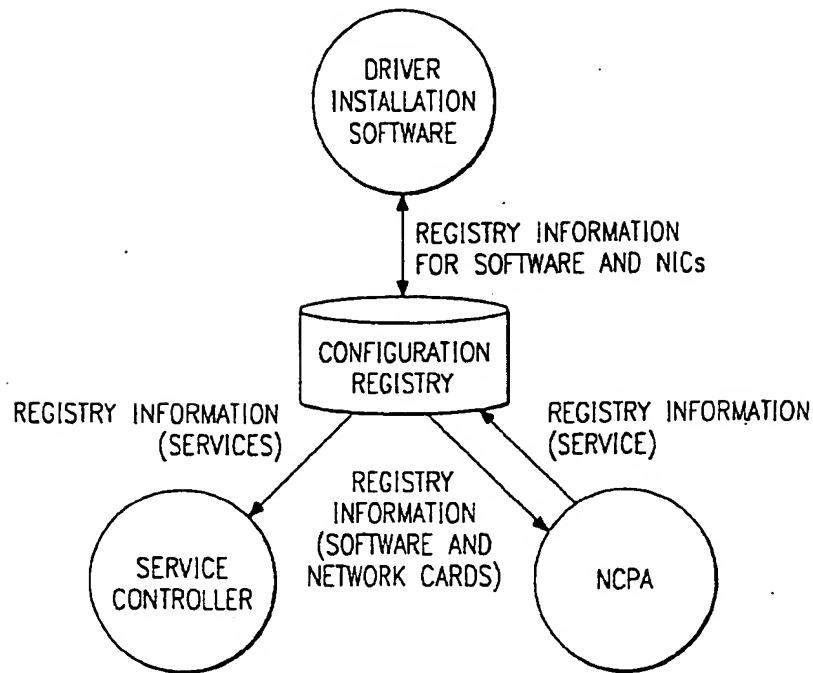 DRIVER
INSTALLATION
SOFTWARE
REGISTRY INFORMATION
FOR SOFTWARE AND NICs
CONFIGURATION
REGISTRY
REGISTRY INFORMATION
(SERVICES)
REGISTRY INFORMATION
(SERVICE)
REGISTRY
INFORMATION
(SOFTWARE AND
NETWORK CARDS)
SERVICE
CONTROLLER
NCPA